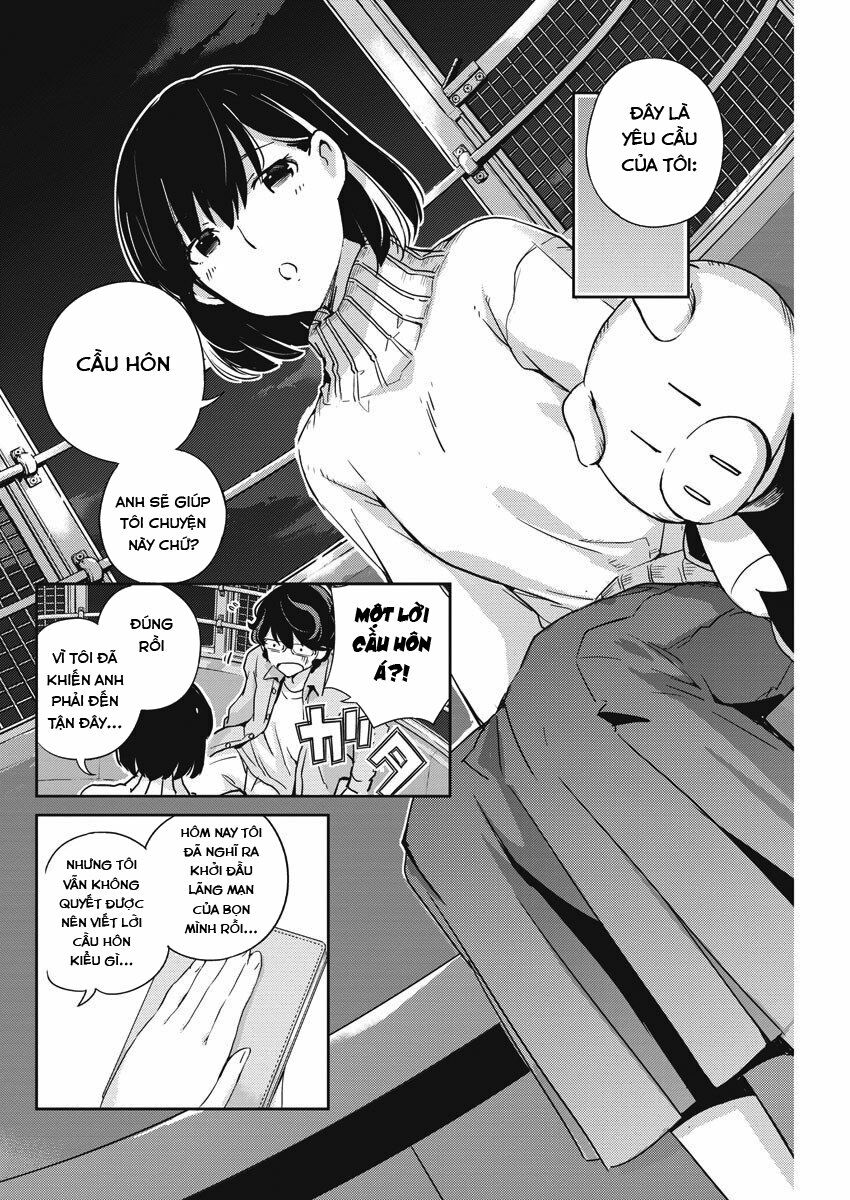 ĐÂY LÀ
YÊU CẦU
CỦA TÔI:
CẦU HÔN
ANH SẼ GIÚP
TÔI CHUYỆN
NÀY CHỨ?
MỘT LỜI
CẦU HÔN
Á?!
ガタ
ĐÚNG
RỒI
VÌ TÔI ĐÃ
KHIẾN ANH
PHẢI ĐẾN
TẬN ĐÂY...
HÔM NAY TÔI
ĐÃ NGHĨ RA
KHỞI ĐẦU
LÃNG MẠN
CỦA BỌN
MÌNH RỒI...
NHƯNG TÔI
VẪN KHÔNG
QUYẾT ĐƯỢC
NÊN VIẾT LỜI
CẦU HÔN
KIỂU GÌ...